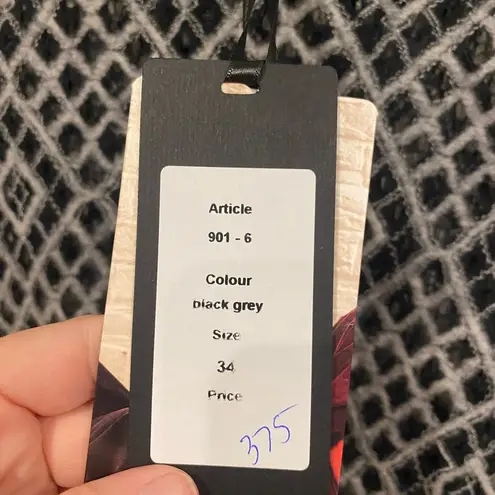 Article
901 - 6
Colour
black grey
Size
34
Price
375